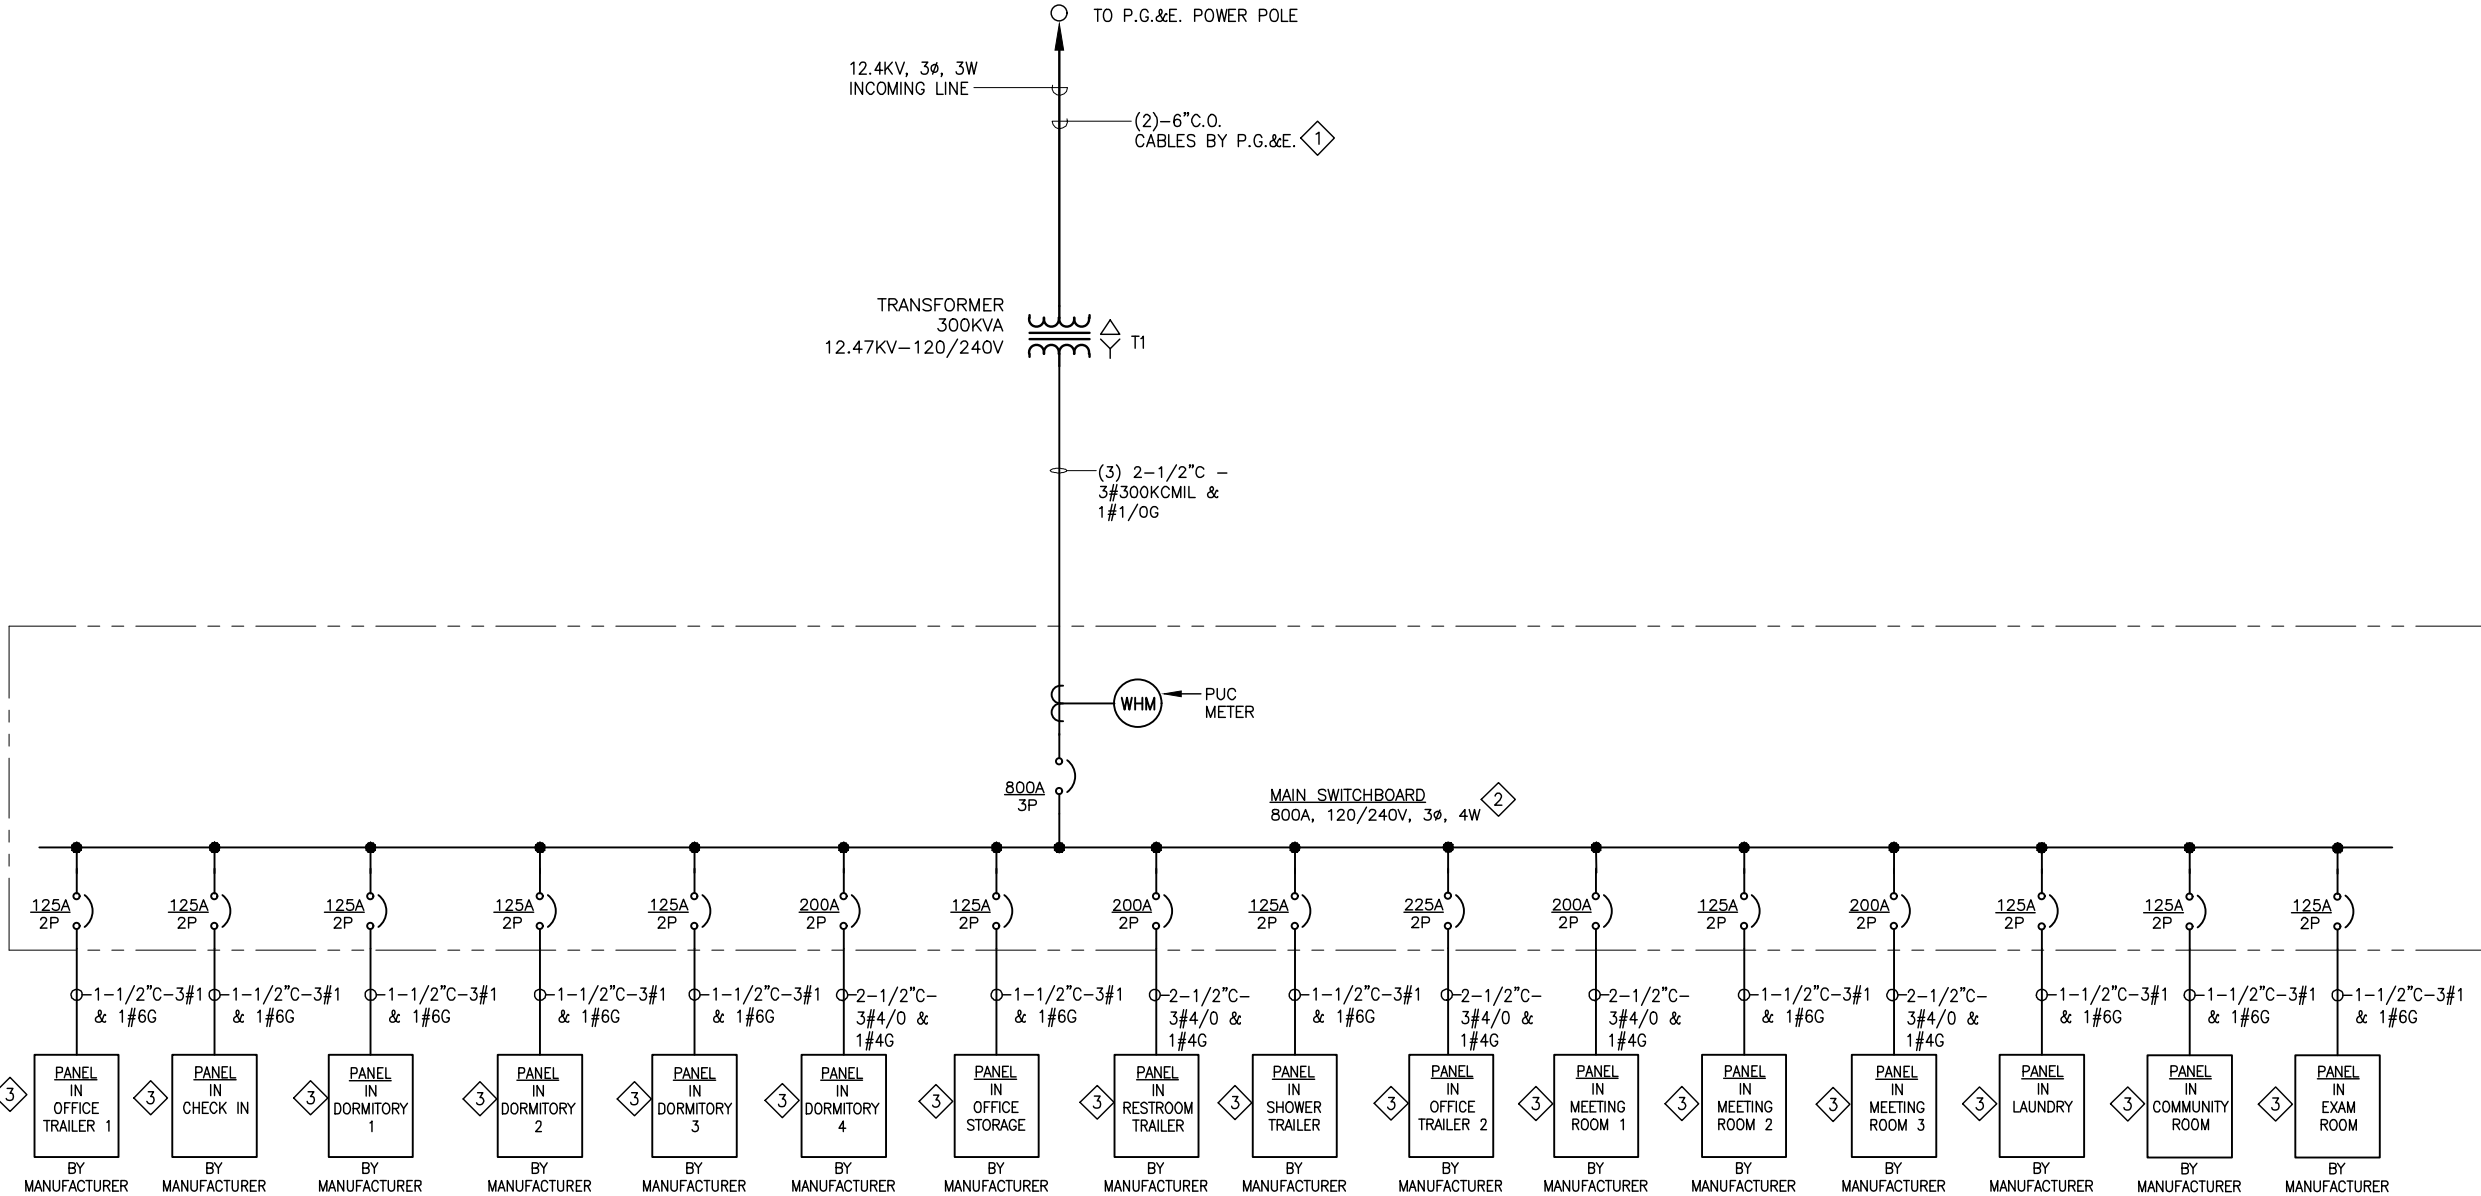 TO P.G.&E. POWER POLE
12.4KV, 3ø, 3W
INCOMING LINE
(2)-6"C.O.
CABLES BY P.G.&E.
1
TRANSFORMER
300KVA
12.47KV-120/240V
T1
(3) 2-1/2"C -
3#300KCMIL &
1#1/0G
WHM
PUC
METER
800A
3P
MAIN SWITCHBOARD
800A, 120/240V, 3ø, 4W
2
125A
2P
125A
2P
125A
2P
125A
2P
125A
2P
200A
2P
125A
2P
200A
2P
125A
2P
225A
2P
200A
2P
125A
2P
200A
2P
125A
2P
125A
2P
125A
2P
1-1/2"C-3#1
& 1#6G
1-1/2"C-3#1
& 1#6G
1-1/2"C-3#1
& 1#6G
1-1/2"C-3#1
& 1#6G
1-1/2"C-3#1
& 1#6G
2-1/2"C-
3#4/0 &
1#4G
1-1/2"C-3#1
& 1#6G
2-1/2"C-
3#4/0 &
1#4G
1-1/2"C-3#1
& 1#6G
2-1/2"C-
3#4/0 &
1#4G
2-1/2"C-
3#4/0 &
1#4G
1-1/2"C-3#1
& 1#6G
2-1/2"C-
3#4/0 &
1#4G
1-1/2"C-3#1
& 1#6G
1-1/2"C-3#1
& 1#6G
1-1/2"C-3#1
& 1#6G
3
PANEL
IN
OFFICE
TRAILER 1
BY
MANUFACTURER
3
PANEL
IN
CHECK IN
BY
MANUFACTURER
3
PANEL
IN
DORMITORY
1
BY
MANUFACTURER
3
PANEL
IN
DORMITORY
2
BY
MANUFACTURER
3
PANEL
IN
DORMITORY
3
BY
MANUFACTURER
3
PANEL
IN
DORMITORY
4
BY
MANUFACTURER
3
PANEL
IN
OFFICE
STORAGE
BY
MANUFACTURER
3
PANEL
IN
RESTROOM
TRAILER
BY
MANUFACTURER
3
PANEL
IN
SHOWER
TRAILER
BY
MANUFACTURER
3
PANEL
IN
OFFICE
TRAILER 2
BY
MANUFACTURER
3
PANEL
IN
MEETING
ROOM 1
BY
MANUFACTURER
3
PANEL
IN
MEETING
ROOM 2
BY
MANUFACTURER
3
PANEL
IN
MEETING
ROOM 3
BY
MANUFACTURER
3
PANEL
IN
LAUNDRY
BY
MANUFACTURER
3
PANEL
IN
COMMUNITY
ROOM
BY
MANUFACTURER
3
PANEL
IN
EXAM
ROOM
BY
MANUFACTURER